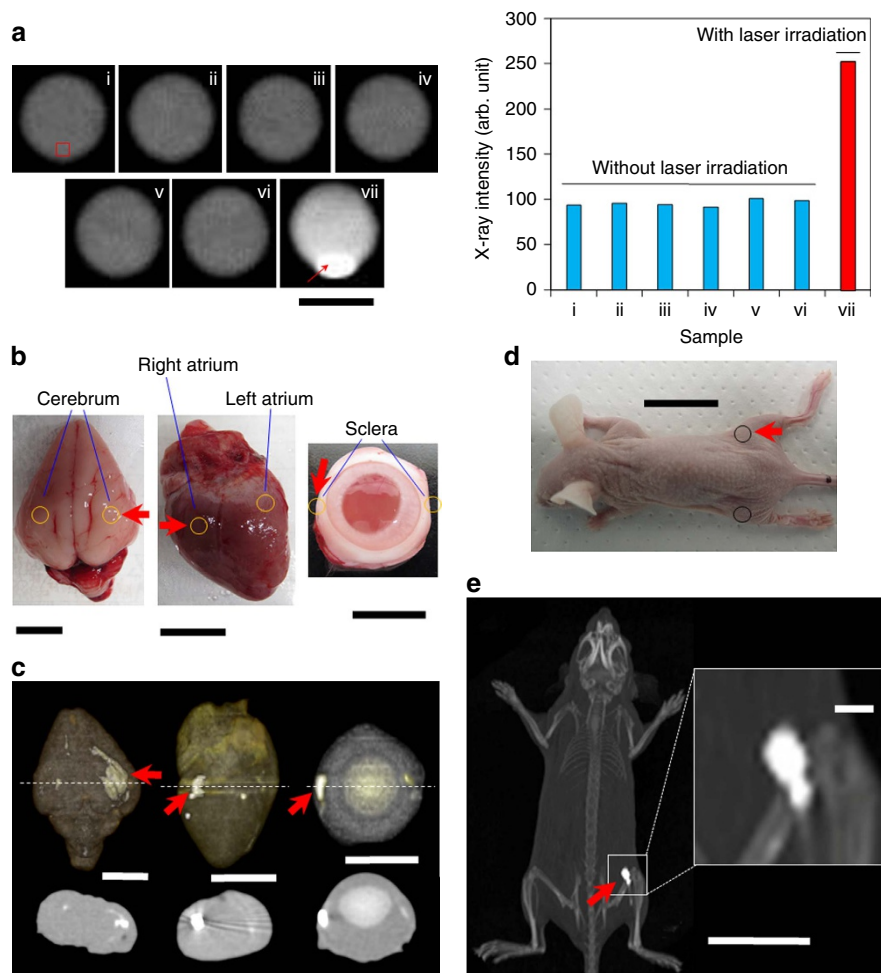 a
i
ii
iii
iv
v
vi
vii
X-ray intensity (arb. unit)
300
250
200
150
100
50
0
With laser irradiation
Without laser irradiation
i
ii
iii
iv
v
vi
vii
Sample
b
Right atrium
Cerebrum
Left atrium
Sclera
d
c
e